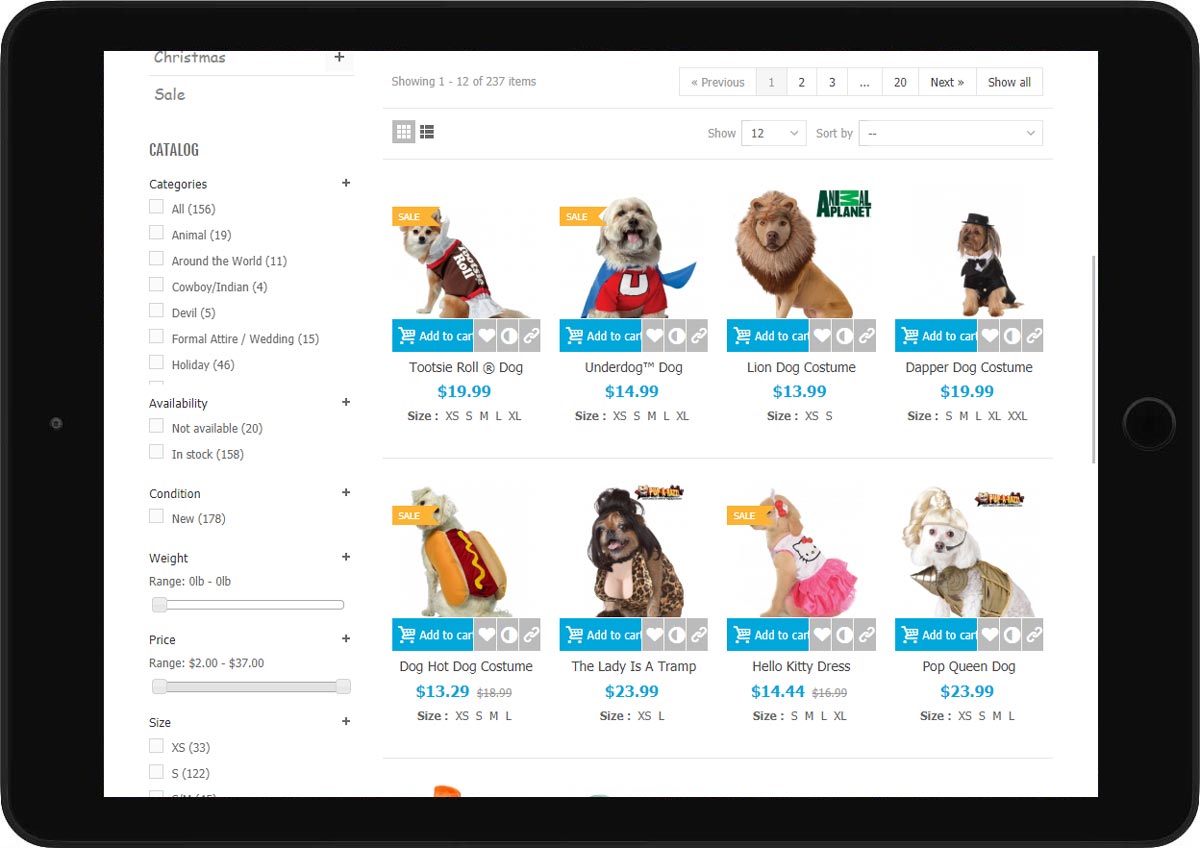 Christmas +
Sale
CATALOG
Categories +
All (156)
Animal (19)
Around the World (11)
Cowboy/Indian (4)
Devil (5)
Formal Attire / Wedding (15)
Holiday (46)
Availability +
Not available (20)
In stock (158)
Condition +
New (178)
Weight +
Range: 0lb - 0lb
Price +
Range: $2.00 - $37.00
Size +
XS (33)
S (122)
Showing 1 - 12 of 237 items
« Previous 1 2 3 ... 20 Next » Show all
Show 12 Sort by --
SALE
Tootsie Roll
SALE
U
ANIMAL PLANET
Add to cart
Add to cart
Add to cart
Add to cart
Tootsie Roll ® Dog
Underdog™ Dog
Lion Dog Costume
Dapper Dog Costume
$19.99
$14.99
$13.99
$19.99
Size : XS S M L XL
Size : XS S M L XL
Size : XS S
Size : S M L XL XXL
SALE
SALE
Add to cart
Add to cart
Add to cart
Add to cart
Dog Hot Dog Costume
The Lady Is A Tramp
Hello Kitty Dress
Pop Queen Dog
$13.29 $18.99
$23.99
$14.44 $16.99
$23.99
Size : XS S M L
Size : XS L
Size : S M L XL
Size : XS S M L